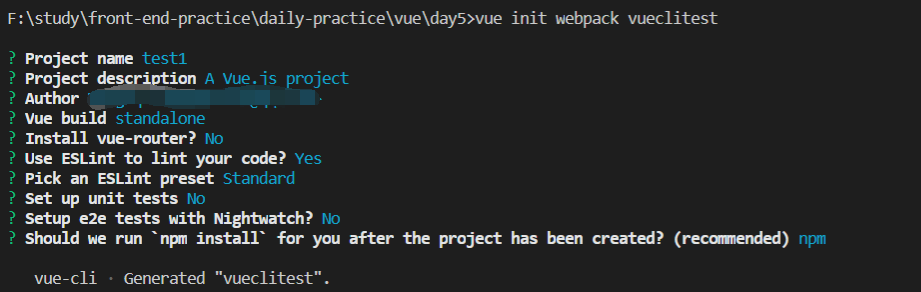 F:\study\front-end-practice\daily-practice\vue\day5>vue init webpack vueclitest
? Project name test1
? Project description A Vue.js project
? Author
? Vue build standalone
? Install vue-router? No
? Use ESLint to lint your code? Yes
? Pick an ESLint preset Standard
? Set up unit tests No
? Setup e2e tests with Nightwatch? No
? Should we run `npm install` for you after the project has been created? (recommended) npm
vue-cli · Generated "vueclitest".